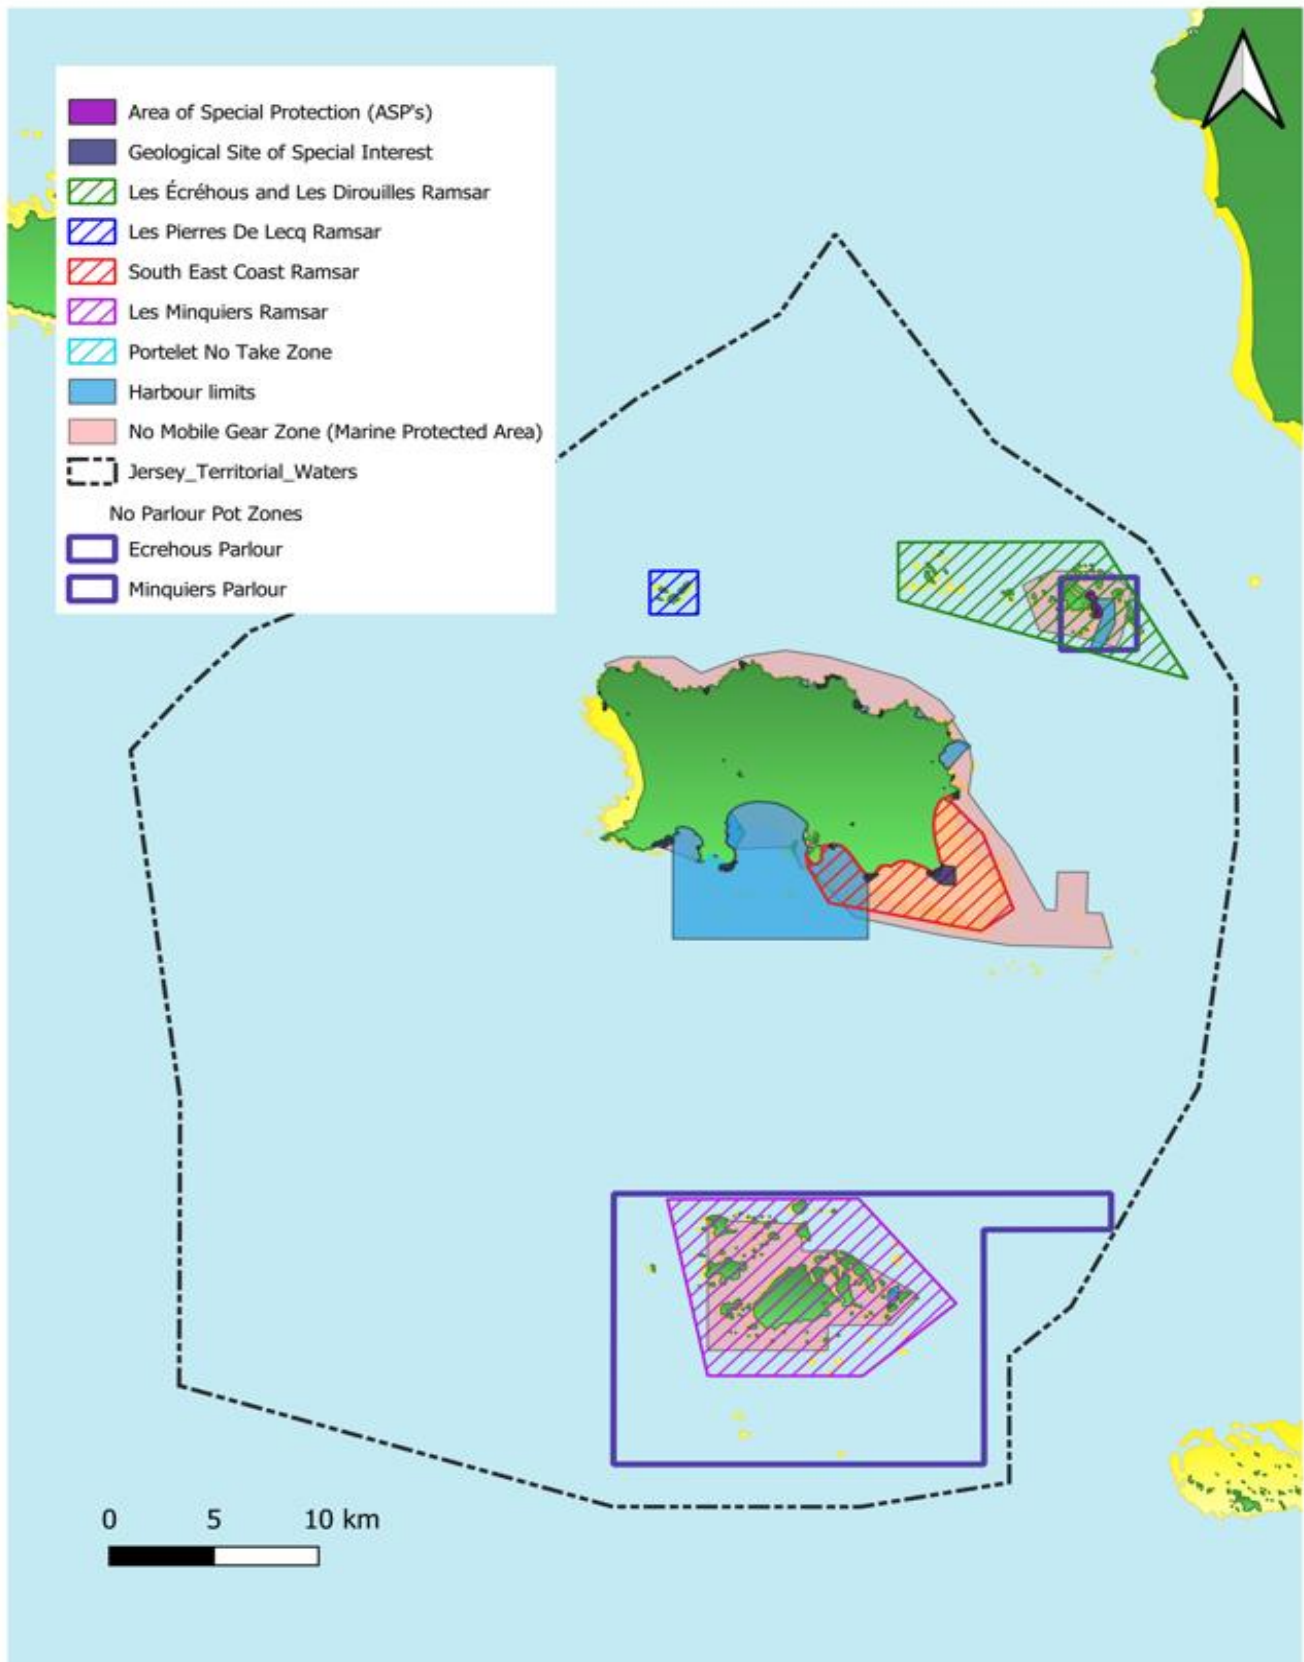 Area of Special Protection (ASP's)
Geological Site of Special Interest
Les Écréhous and Les Dirouilles Ramsar
Les Pierres De Lecq Ramsar
South East Coast Ramsar
Les Minquiers Ramsar
Portelet No Take Zone
Harbour limits
No Mobile Gear Zone (Marine Protected Area)
Jersey_Territorial_Waters
No Parlour Pot Zones
Ecrehous Parlour
Minquiers Parlour
0 5 10 km